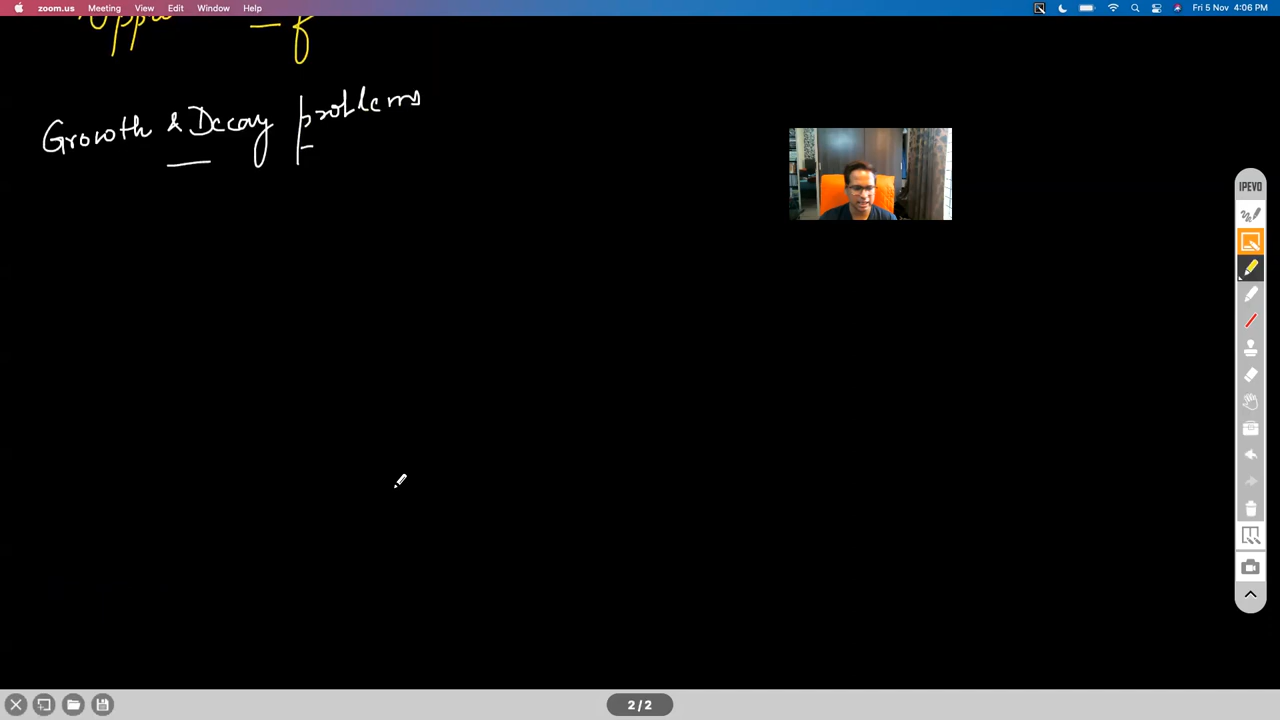 zoom.us Meeting View Edit Window Help Fri 5 Nov 4:06 PM
Growth & Decay problems
IPEVO
2/2